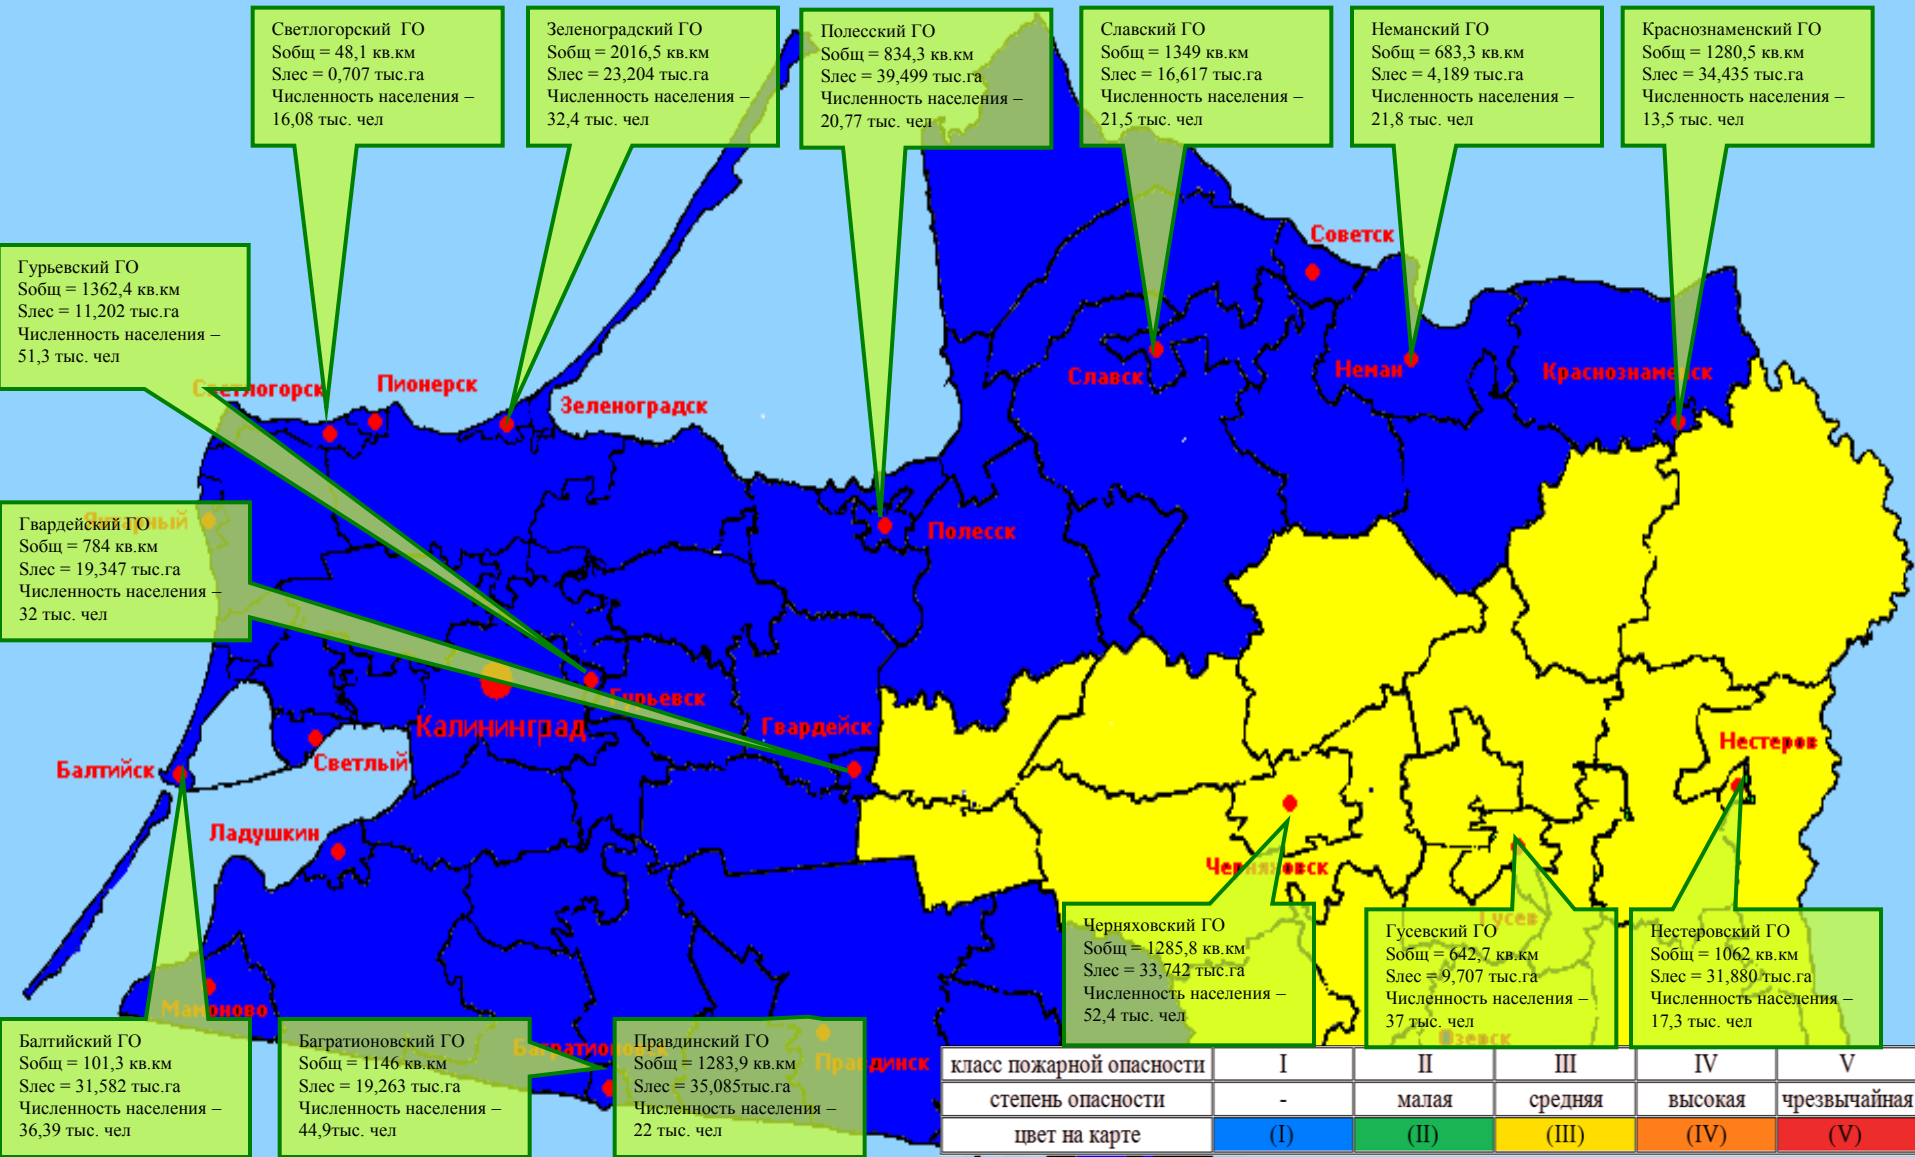 Светлогорский ГО
Sобщ = 48,1 кв.км
Sлес = 0,707 тыс.га
Численность населения –
16,08 тыс. чел
Зеленоградский ГО
Sобщ = 2016,5 кв.км
Sлес = 23,204 тыс.га
Численность населения –
32,4 тыс. чел
Полесский ГО
Sобщ = 834,3 кв.км
Sлес = 39,499 тыс.га
Численность населения –
20,77 тыс. чел
Славский ГО
Sобщ = 1349 кв.км
Sлес = 16,617 тыс.га
Численность населения –
21,5 тыс. чел
Неманский ГО
Sобщ = 683,3 кв.км
Sлес = 4,189 тыс.га
Численность населения –
21,8 тыс. чел
Краснознаменский ГО
Sобщ = 1280,5 кв.км
Sлес = 34,435 тыс.га
Численность населения –
13,5 тыс. чел
Гурьевский ГО
Sобщ = 1362,4 кв.км
Sлес = 11,202 тыс.га
Численность населения –
51,3 тыс. чел
Советск
Светлогорск
Пионерск
Зеленоградск
Славск
Неман
Краснознаменск
Янтарный
Гвардейский ГО
Sобщ = 784 кв.км
Sлес = 19,347 тыс.га
Численность населения –
32 тыс. чел
Полесск
Гурьевск
Калининград
Гвардейск
Нестеров
Балтийск
Светлый
Ладушкин
Черняховск
Гусев
Черняховский ГО
Sобщ = 1285,8 кв.км
Sлес = 33,742 тыс.га
Численность населения –
52,4 тыс. чел
Гусевский ГО
Sобщ = 642,7 кв.км
Sлес = 9,707 тыс.га
Численность населения –
37 тыс. чел
Нестеровский ГО
Sобщ = 1062 кв.км
Sлес = 31,880 тыс.га
Численность населения –
17,3 тыс. чел
Мамоново
Озерск
Багратионовск
Правдинск
Балтийский ГО
Sобщ = 101,3 кв.км
Sлес = 31,582 тыс.га
Численность населения –
36,39 тыс. чел
Багратионовский ГО
Sобщ = 1146 кв.км
Sлес = 19,263 тыс.га
Численность населения –
44,9тыс. чел
Правдинский ГО
Sобщ = 1283,9 кв.км
Sлес = 35,085тыс.га
Численность населения –
22 тыс. чел
класс пожарной опасности I II III IV V
степень опасности - малая средняя высокая чрезвычайная
цвет на карте (I) (II) (III) (IV) (V)